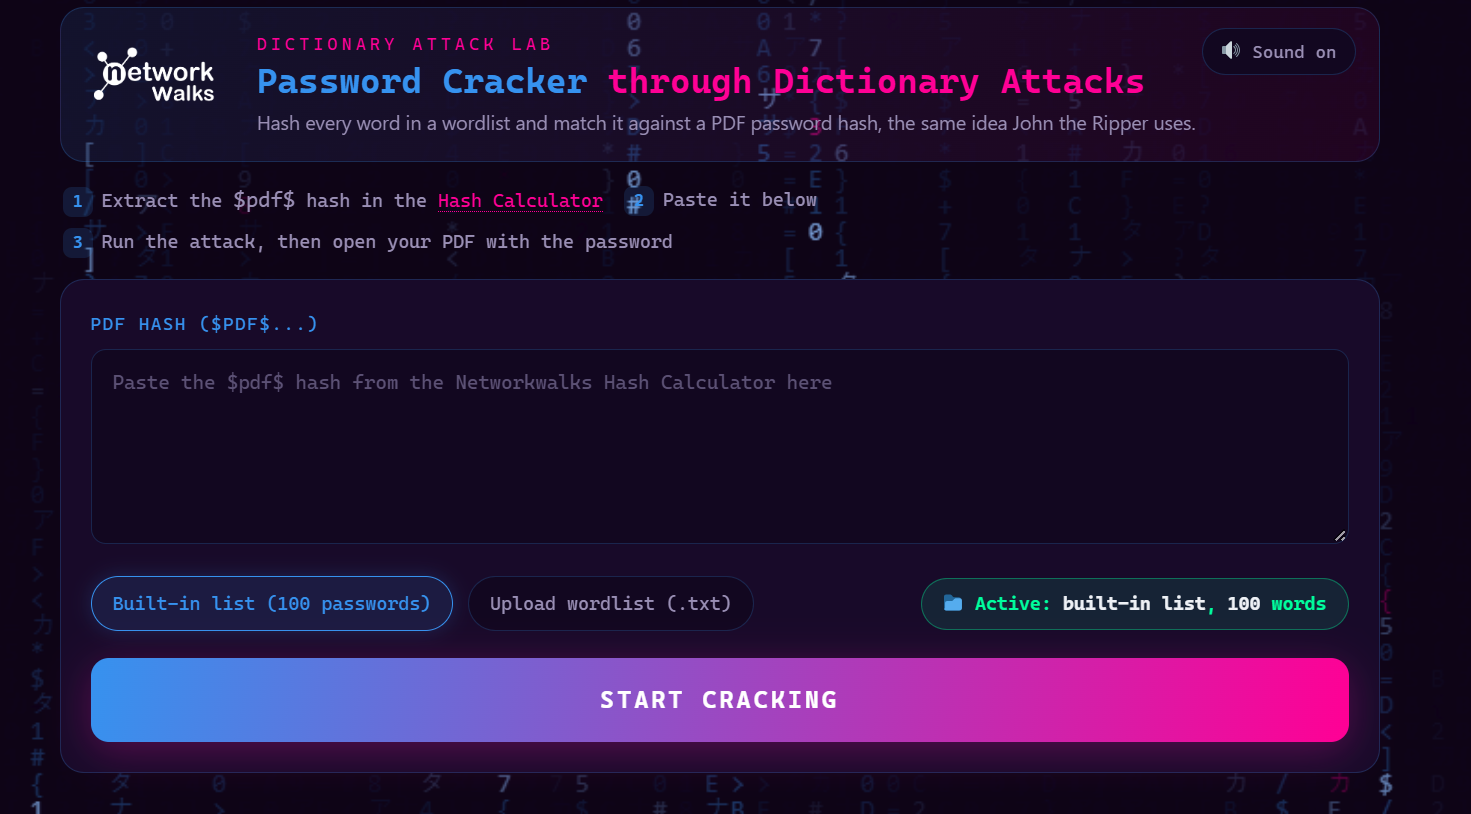 DICTIONARY ATTACK LAB
Sound on
network
walks
Password Cracker through Dictionary Attacks
Hash every word in a wordlist and match it against a PDF password hash, the same idea John the Ripper uses.
1 Extract the $pdf$ hash in the Hash Calculator 2 Paste it below
3 Run the attack, then open your PDF with the password
PDF HASH ($PDF$...)
Paste the $pdf$ hash from the Networkwalks Hash Calculator here
Built-in list (100 passwords) Upload wordlist (.txt) Active: built-in list, 100 words
START CRACKING